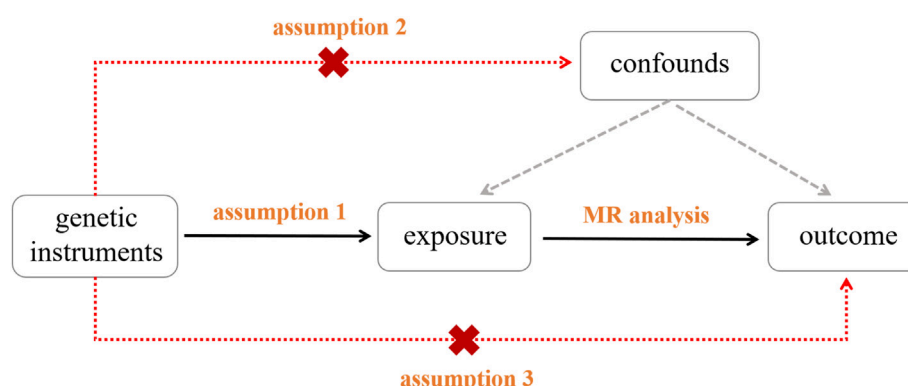 assumption 2
confounds
genetic
instruments
assumption 1
exposure
MR analysis
outcome
assumption 3